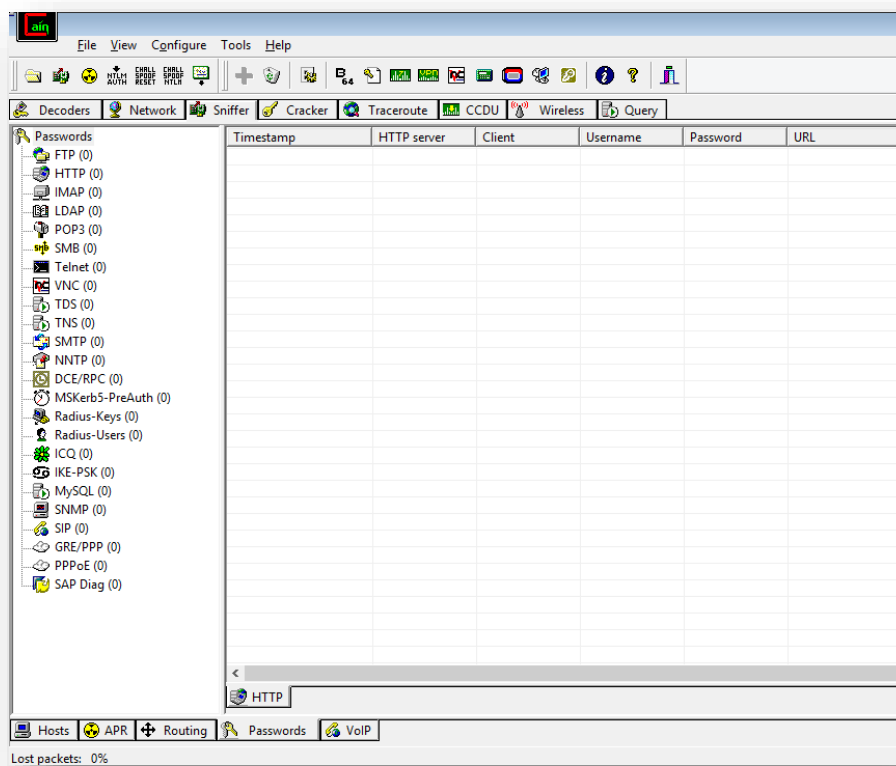 Cain
File View Configure Tools Help
NTLM AUTH CHALL SPOOF RESET CHALL SPOOF NTLM B 64 VPN
Decoders Network Sniffer Cracker Traceroute CCDU Wireless Query
Passwords
FTP (0)
HTTP (0)
IMAP (0)
LDAP (0)
POP3 (0)
SMB (0)
Telnet (0)
VNC (0)
TDS (0)
TNS (0)
SMTP (0)
NNTP (0)
DCE/RPC (0)
MSKerb5-PreAuth (0)
Radius-Keys (0)
Radius-Users (0)
ICQ (0)
IKE-PSK (0)
MySQL (0)
SNMP (0)
SIP (0)
GRE/PPP (0)
PPPoE (0)
SAP Diag (0)
Timestamp HTTP server Client Username Password URL
HTTP
Hosts APR Routing Passwords VoIP
Lost packets: 0%